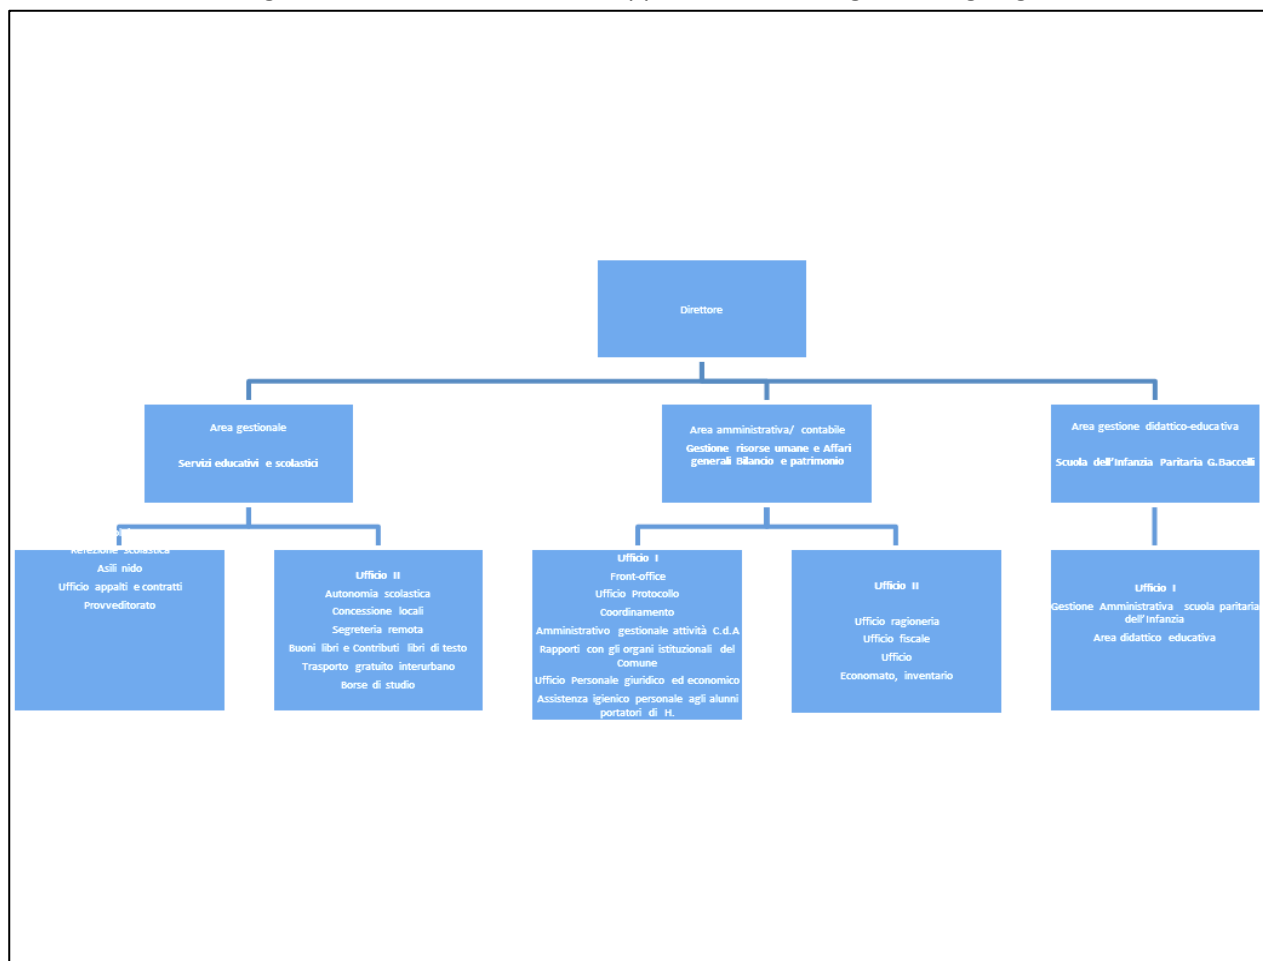 Direttore
Area gestionale
Servizi educativi e scolastici
Area amministrativa/ contabile
Gestione risorse umane e Affari
generali Bilancio e patrimonio
Area gestione didattico-educativa
Scuola dell'Infanzia Paritaria G.Baccelli
Refezione scolastica
Asili nido
Ufficio appalti e contratti
Provveditorato
Ufficio II
Autonomia scolastica
Concessione locali
Segreteria remota
Buoni libri e Contributi libri di testo
Trasporto gratuito interurbano
Borse di studio
Ufficio I
Front-office
Ufficio Protocollo
Coordinamento
Amministrativo gestionale attività C.d.A
Rapporti con gli organi istituzionali del
Comune
Ufficio Personale giuridico ed economico
Assistenza igienico personale agli alunni
portatori di H.
Ufficio II
Ufficio ragioneria
Ufficio fiscale
Ufficio
Economato, inventario
Ufficio I
Gestione Amministrativa scuola paritaria
dell'Infanzia
Area didattico educativa